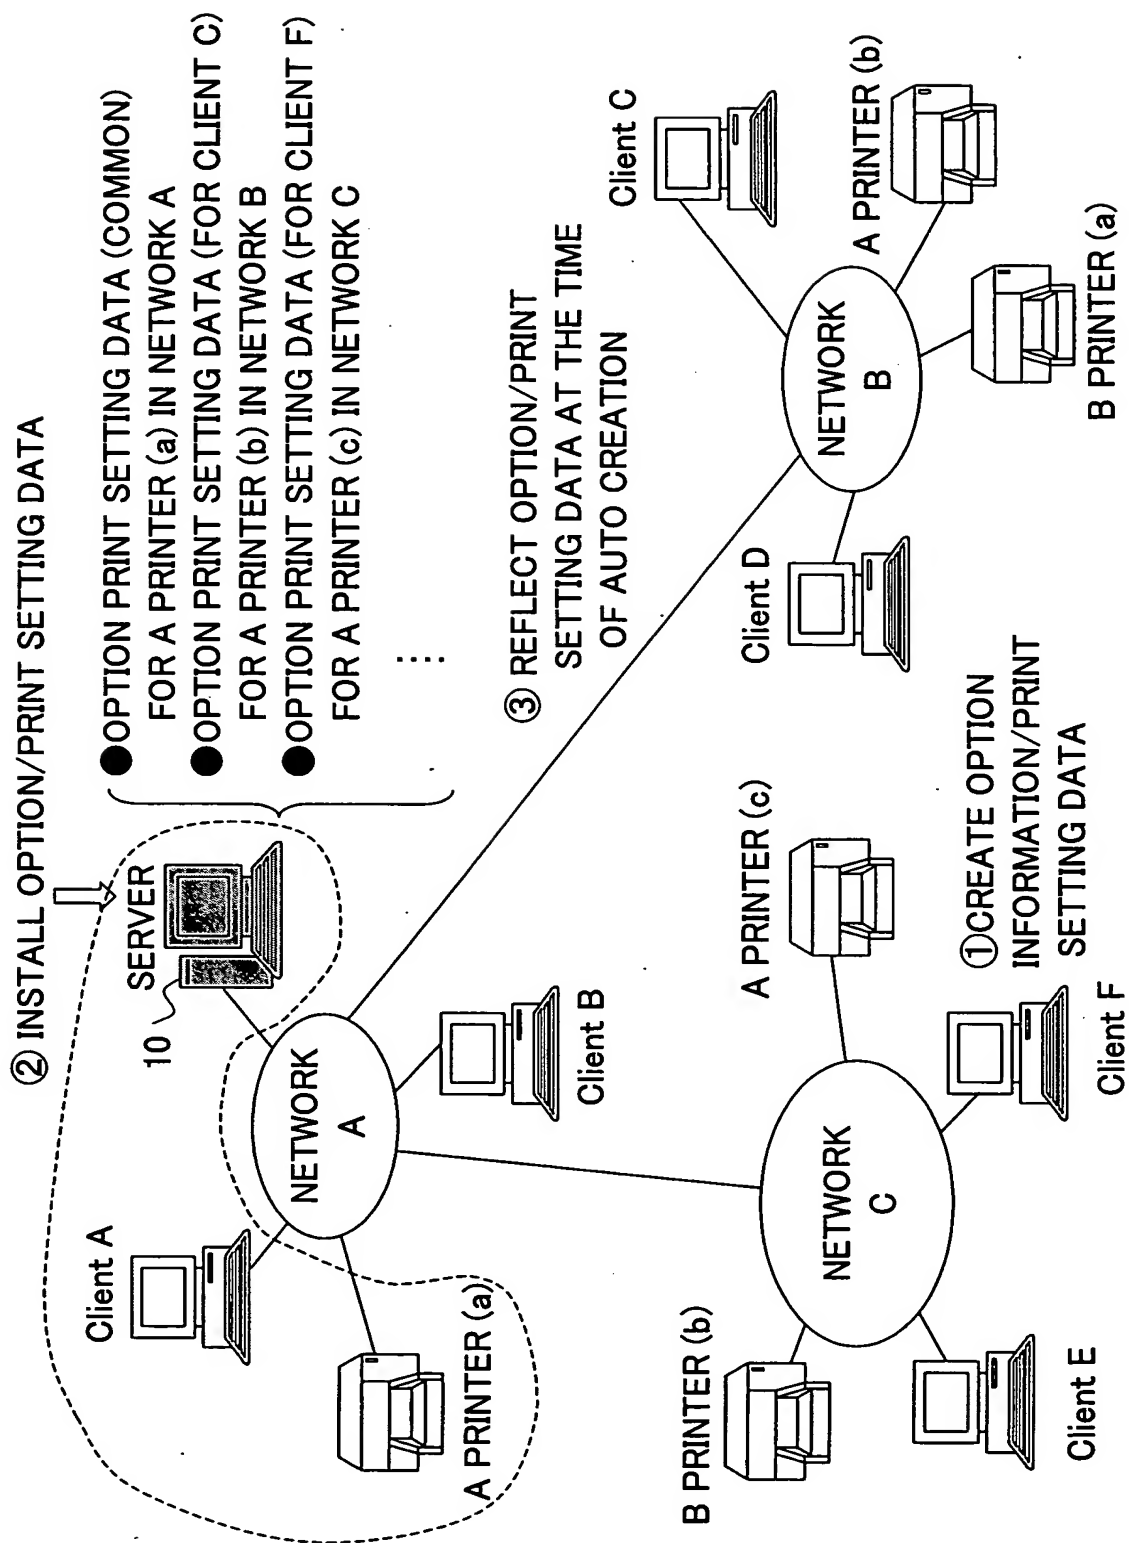 ② INSTALL OPTION/PRINT SETTING DATA
●OPTION PRINT SETTING DATA (COMMON)
FOR A PRINTER (a) IN NETWORK A
●OPTION PRINT SETTING DATA (FOR CLIENT C)
FOR A PRINTER (b) IN NETWORK B
●OPTION PRINT SETTING DATA (FOR CLIENT F)
FOR A PRINTER (c) IN NETWORK C
....
SERVER
10
Client A
NETWORK
A
A PRINTER (a)
Client B
③ REFLECT OPTION/PRINT
SETTING DATA AT THE TIME
OF AUTO CREATION
Client C
NETWORK
B
A PRINTER (b)
Client D
B PRINTER (a)
A PRINTER (c)
①CREATE OPTION
INFORMATION/PRINT
SETTING DATA
B PRINTER (b)
NETWORK
C
Client E
Client F